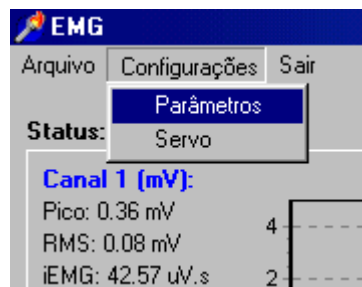 EMG
Arquivo Configurações Sair
Parâmetros
Servo
Status:
Canal 1 (mV):
Pico: 0.36 mV
RMS: 0.08 mV
iEMG: 42.57 uV.s
4
2